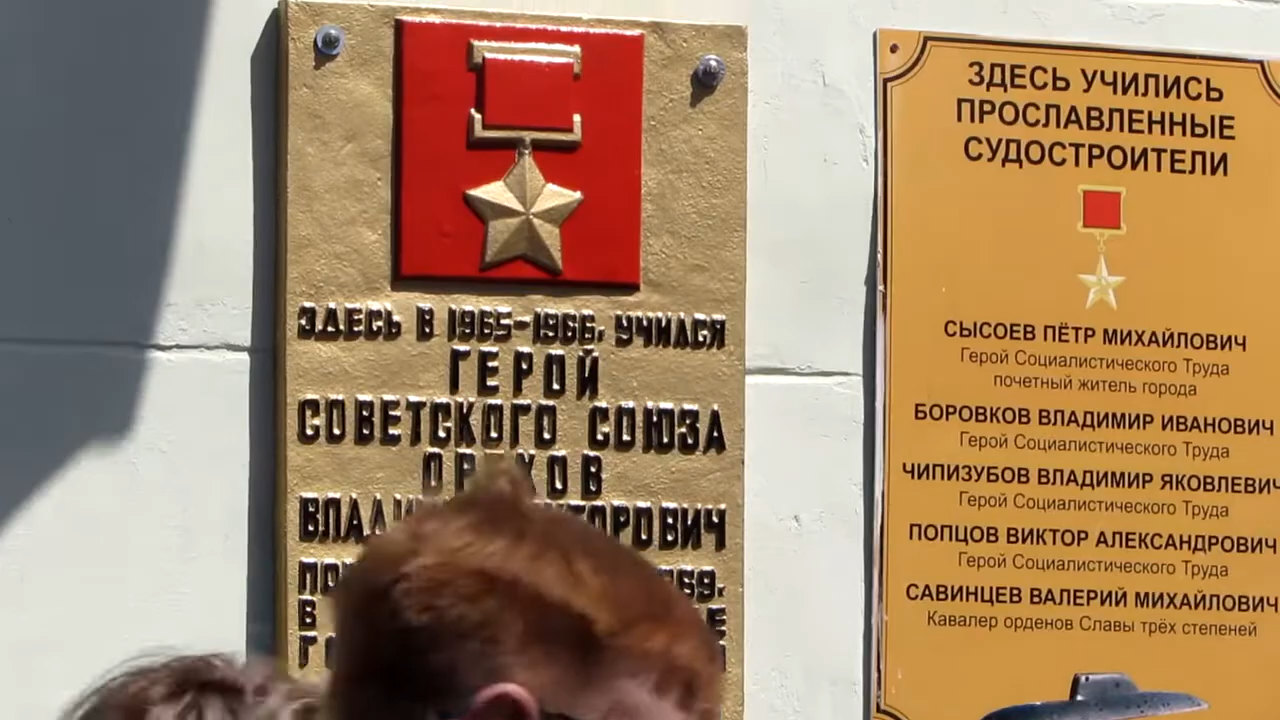 ЗДЕСЬ В 1965-1966. УЧИЛСЯ
ГЕРОЙ
СОВЕТСКОГО СОЮЗА
В
ЗДЕСЬ УЧИЛИСЬ
ПРОСЛАВЛЕННЫЕ
СУДОСТРОИТЕЛИ
СЫСОЕВ ПЁТР МИХАЙЛОВИЧ
Герой Социалистического Труда
почетный житель города
БОРОВКОВ ВЛАДИМИР ИВАНОВИЧ
Герой Социалистического Труда
ЧИПИЗУБОВ ВЛАДИМИР ЯКОВЛЕВИЧ
Герой Социалистического Труда
ПОПЦОВ ВИКТОР АЛЕКСАНДРОВИЧ
Герой Социалистического Труда
САВИНЦЕВ ВАЛЕРИЙ МИХАЙЛОВИЧ
Кавалер орденов Славы трёх степеней